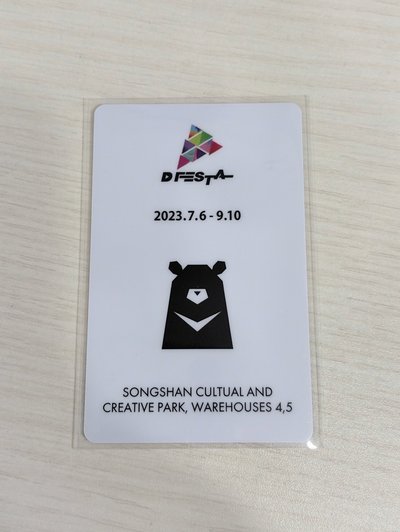 D'FESTA
2023.7.6 - 9.10
SONGSHAN CULTUAL AND
CREATIVE PARK, WAREHOUSES 4,5